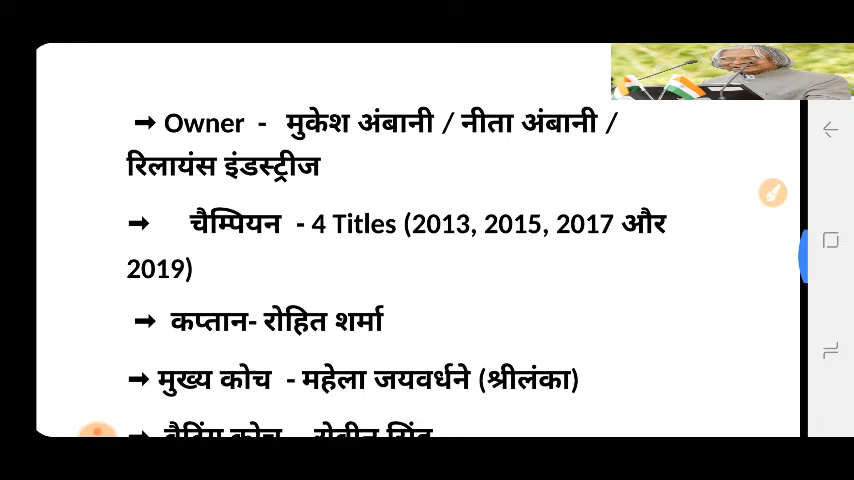 ➞ Owner - मुकेश अंबानी / नीता अंबानी /
रिलायंस इंडस्ट्रीज
➞ चैम्पियन - 4 Titles (2013, 2015, 2017 और
2019)
➞ कप्तान- रोहित शर्मा
➞ मुख्य कोच - महेला जयवर्धने (श्रीलंका)